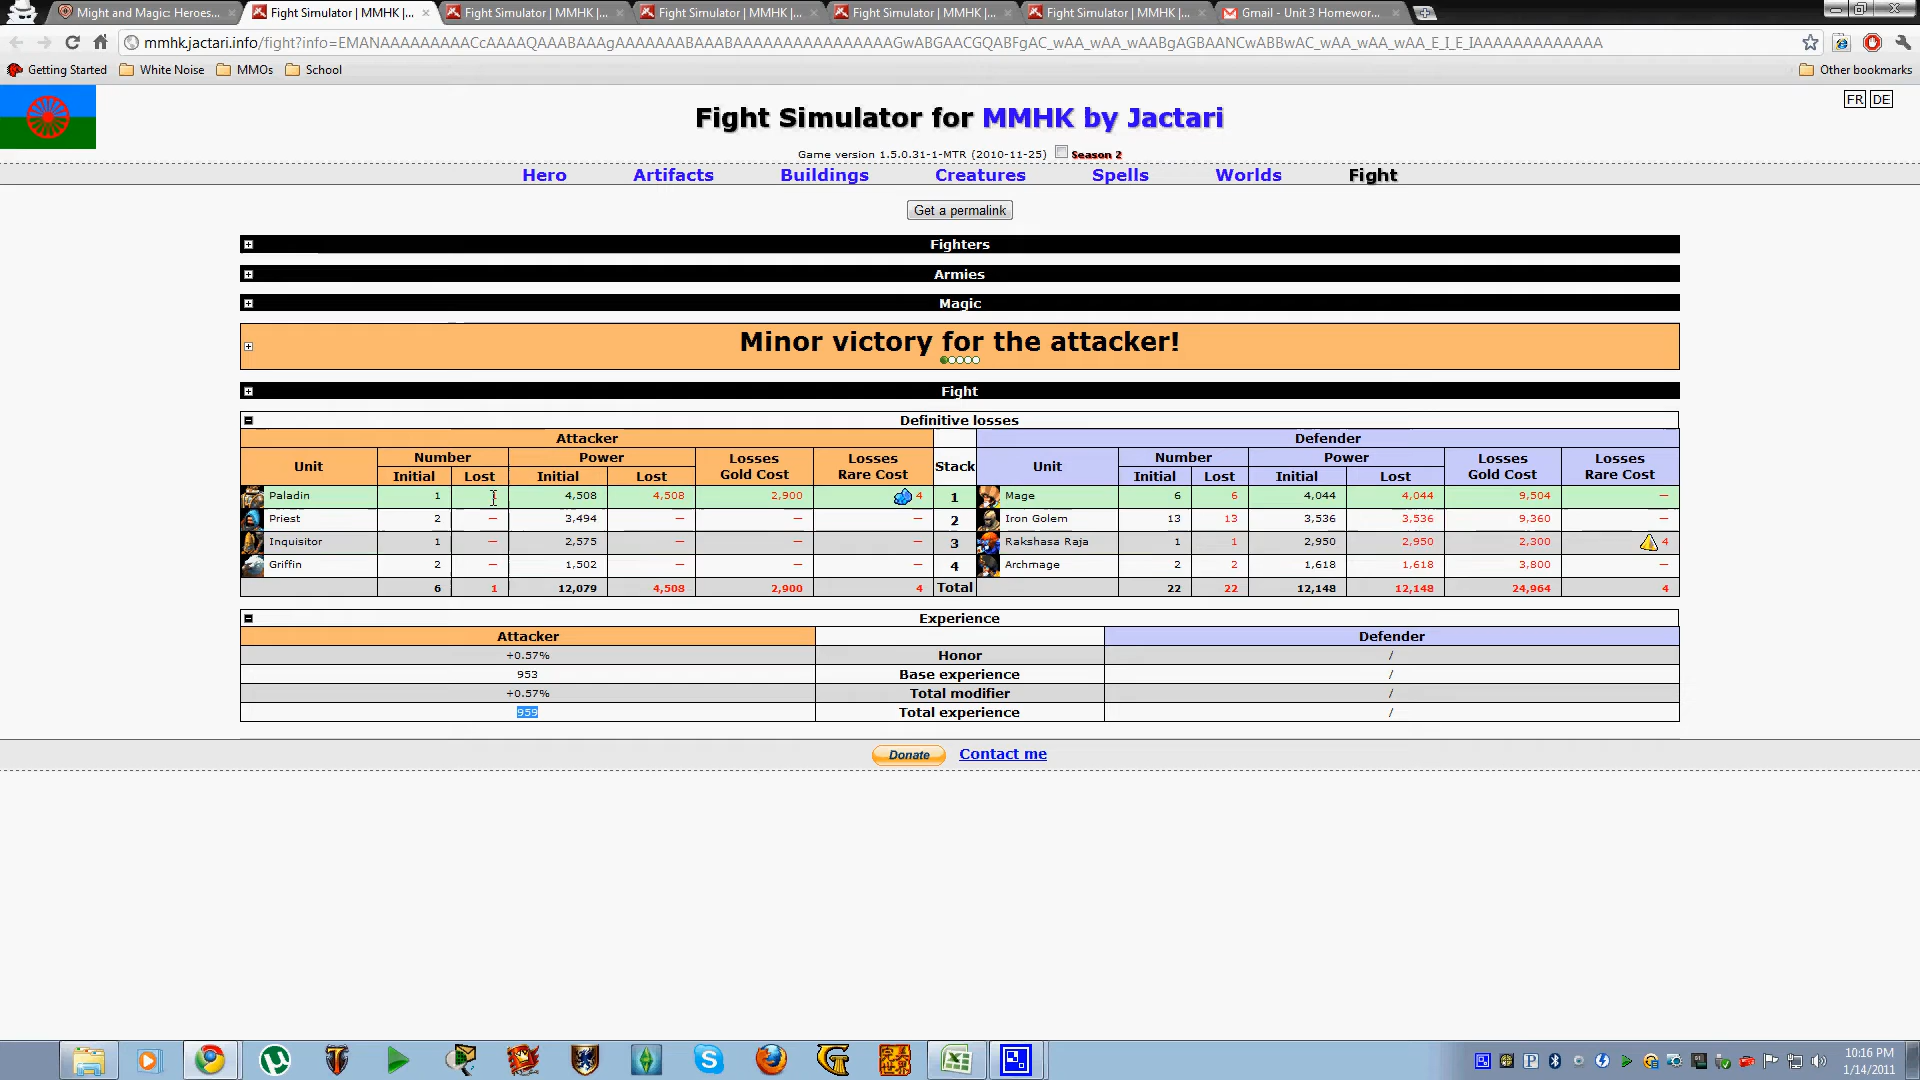 Might and Magic: Heroes... Fight Simulator | MMHK |... Fight Simulator | MMHK |... Fight Simulator | MMHK |... Fight Simulator | MMHK |... Fight Simulator | MMHK |... Gmail - Unit 3 Homewor...
mmhk.jactari.info/fight?info=EMANAAAAAAAAACcAAAAQAAABAAAgAAAAAAABAAABAAAAAAAAAAAAAAAAAGwABGAACGQABFgAC_wAA_wAA_wAABgAGBAANCwABBwAC_wAA_wAA_wAA_E_I_E_IAAAAAAAAAAAAA
Getting Started White Noise MMOs School Other bookmarks
FR DE
Fight Simulator for MMHK by Jactari
Game version 1.5.0.31-1-MTR (2010-11-25) Season 2
Hero Artifacts Buildings Creatures Spells Worlds Fight
Get a permalink
Fighters
Armies
Magic
Minor victory for the attacker!
Fight
Definitive losses
Attacker Defender
Unit Number Power Losses Gold Cost Losses Rare Cost Stack Unit Number Power Losses Gold Cost Losses Rare Cost
Initial Lost Initial Lost Initial Lost Initial Lost
Paladin 1 1 4,508 4,508 2,900 4 1 Mage 6 6 4,044 4,044 9,504 —
Priest 2 — 3,494 — — — 2 Iron Golem 13 13 3,536 3,536 9,360 —
Inquisitor 1 — 2,575 — — — 3 Rakshasa Raja 1 1 2,950 2,950 2,300 4
Griffin 2 — 1,502 — — — 4 Archmage 2 2 1,618 1,618 3,800 —
6 1 12,079 4,508 2,900 4 Total 22 22 12,148 12,148 24,964 4
Experience
Attacker Defender
+0.57% Honor /
953 Base experience /
+0.57% Total modifier /
959 Total experience /
Donate Contact me
10:16 PM
1/14/2011